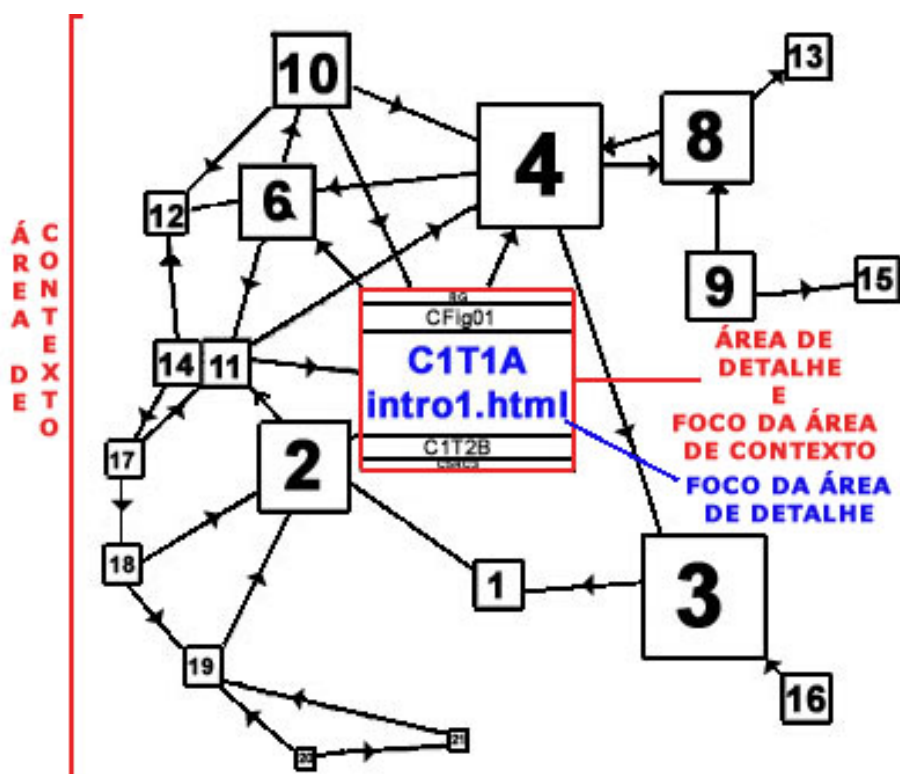 10
13
4
8
6
12
9
15
RG
CFig01
C1T1A
intro1.html
C1T2B
ÁREA DE
CONTEXTO
ÁREA DE
DETALHE
E
FOCO DA ÁREA
DE CONTEXTO
FOCO DA ÁREA
DE DETALHE
14
11
17
2
18
1
3
19
16
20
21